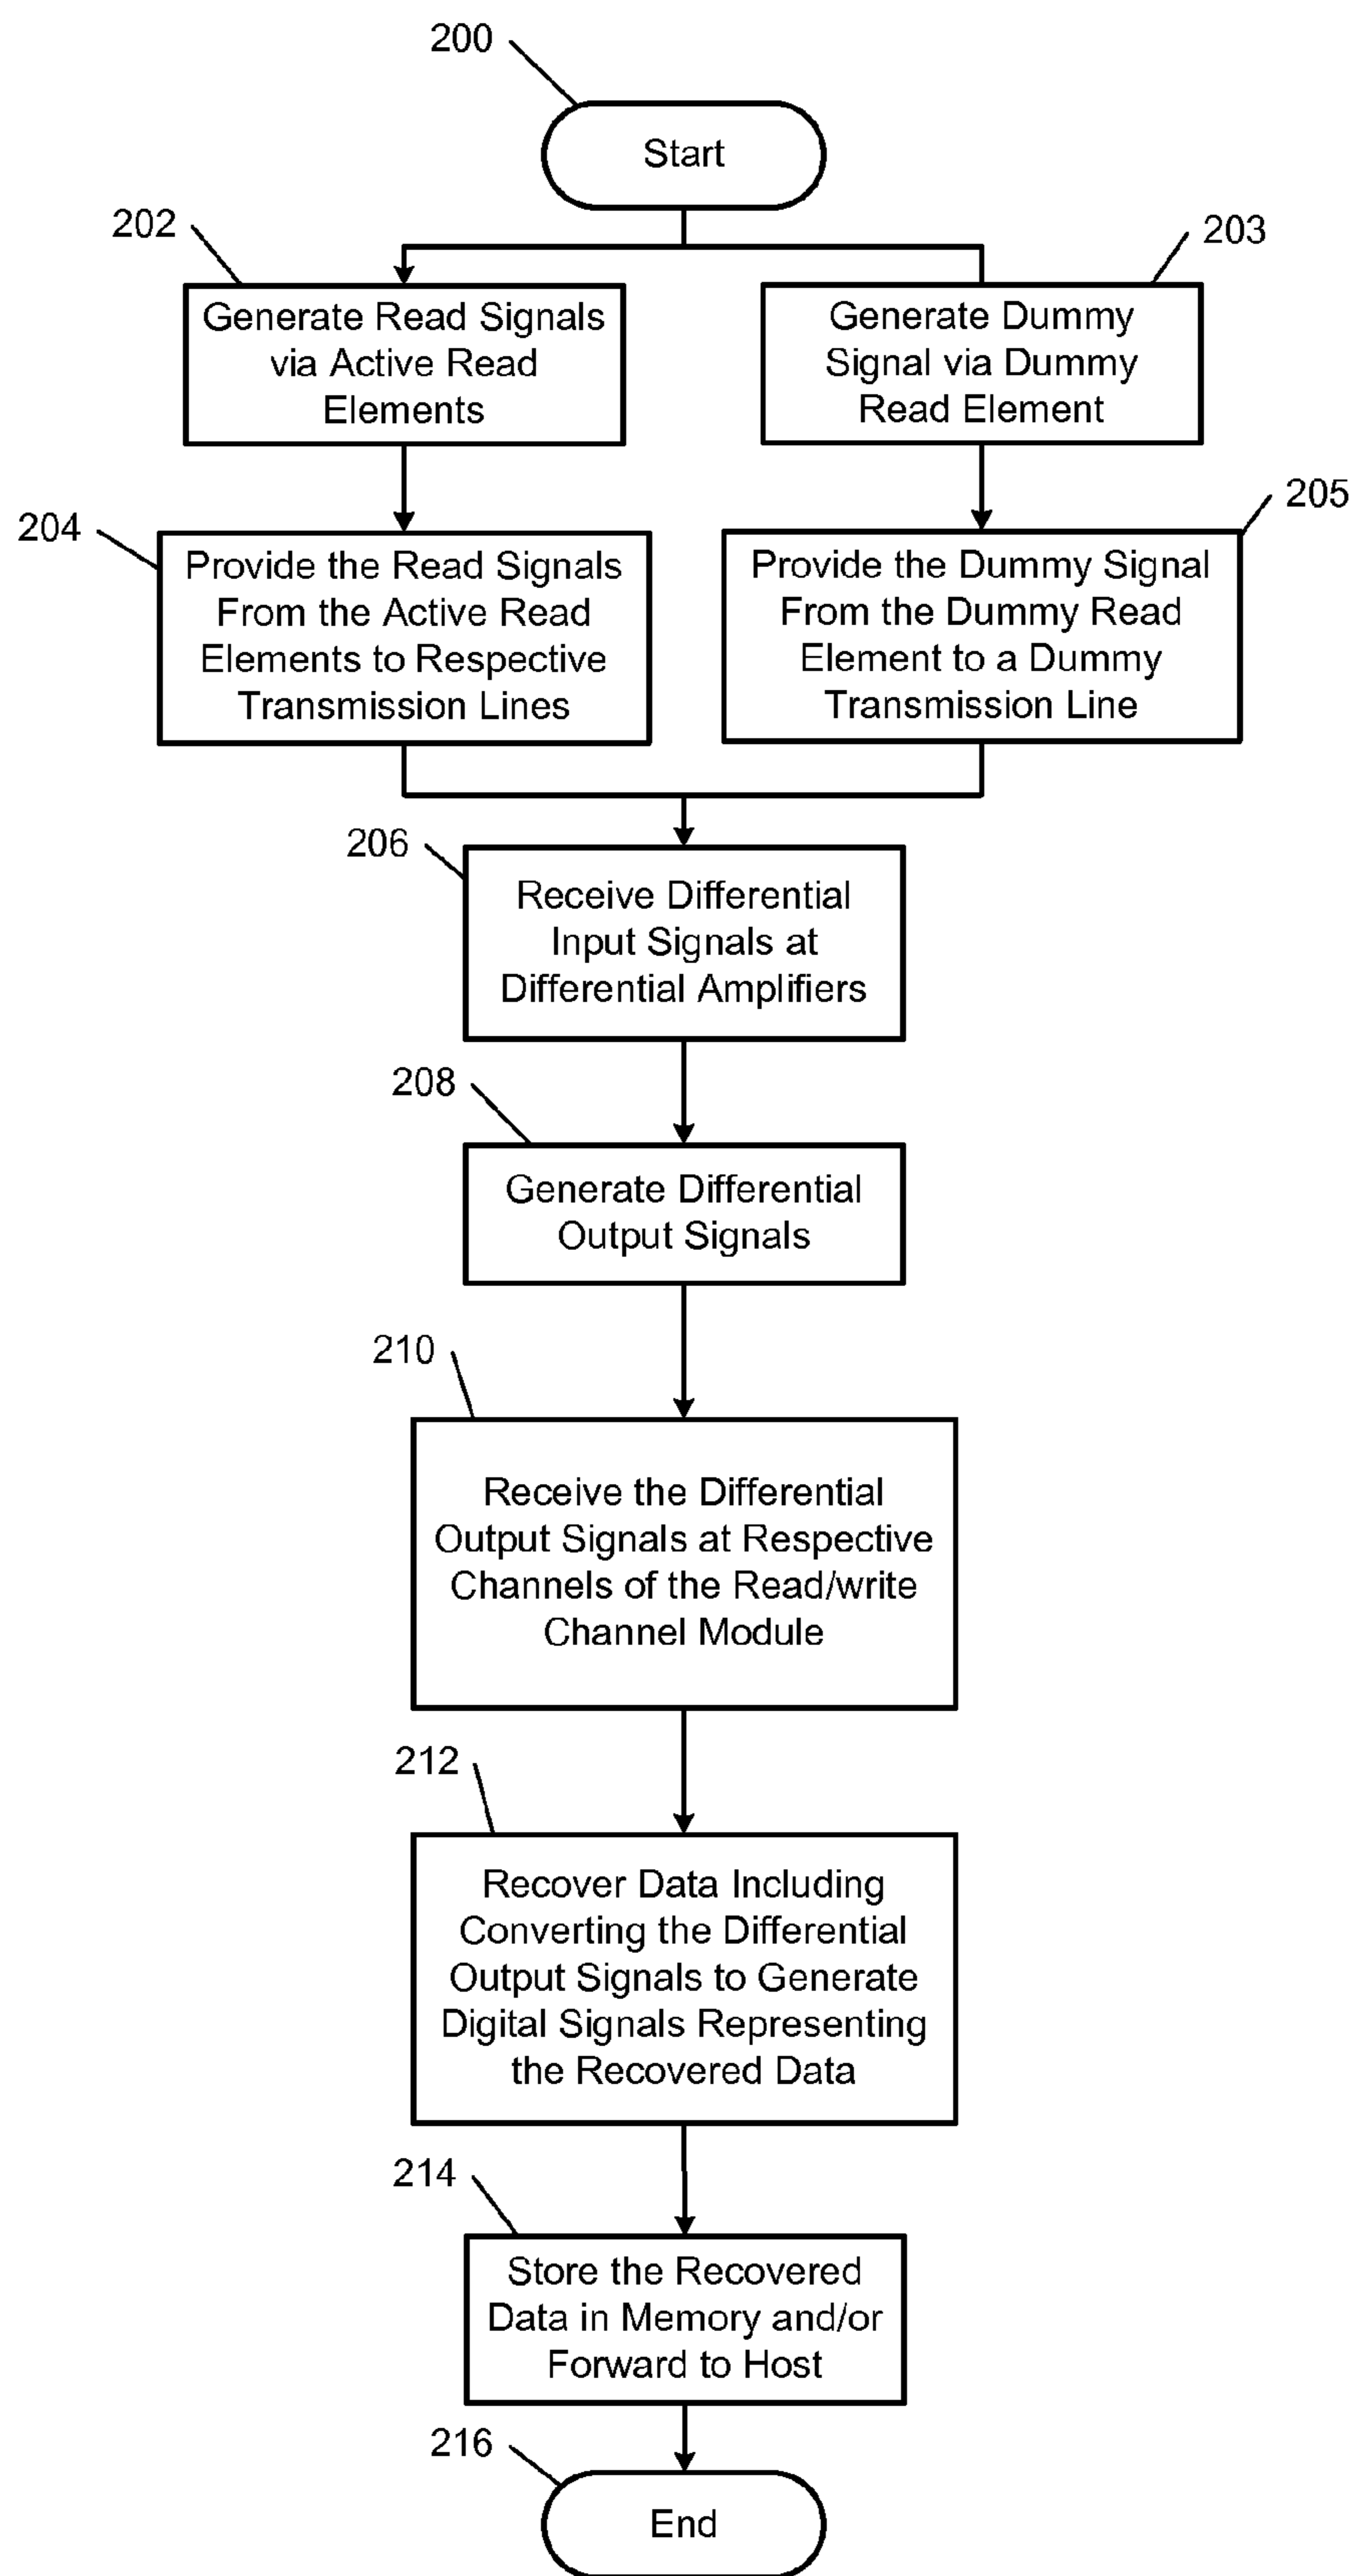 200
Start
202
203
Generate Read Signals
via Active Read
Elements
Generate Dummy
Signal via Dummy
Read Element
204
205
Provide the Read Signals
From the Active Read
Elements to Respective
Transmission Lines
Provide the Dummy Signal
From the Dummy Read
Element to a Dummy
Transmission Line
206
Receive Differential
Input Signals at
Differential Amplifiers
208
Generate Differential
Output Signals
210
Receive the Differential
Output Signals at Respective
Channels of the Read/write
Channel Module
212
Recover Data Including
Converting the Differential
Output Signals to Generate
Digital Signals Representing
the Recovered Data
214
Store the Recovered
Data in Memory and/or
Forward to Host
216
End